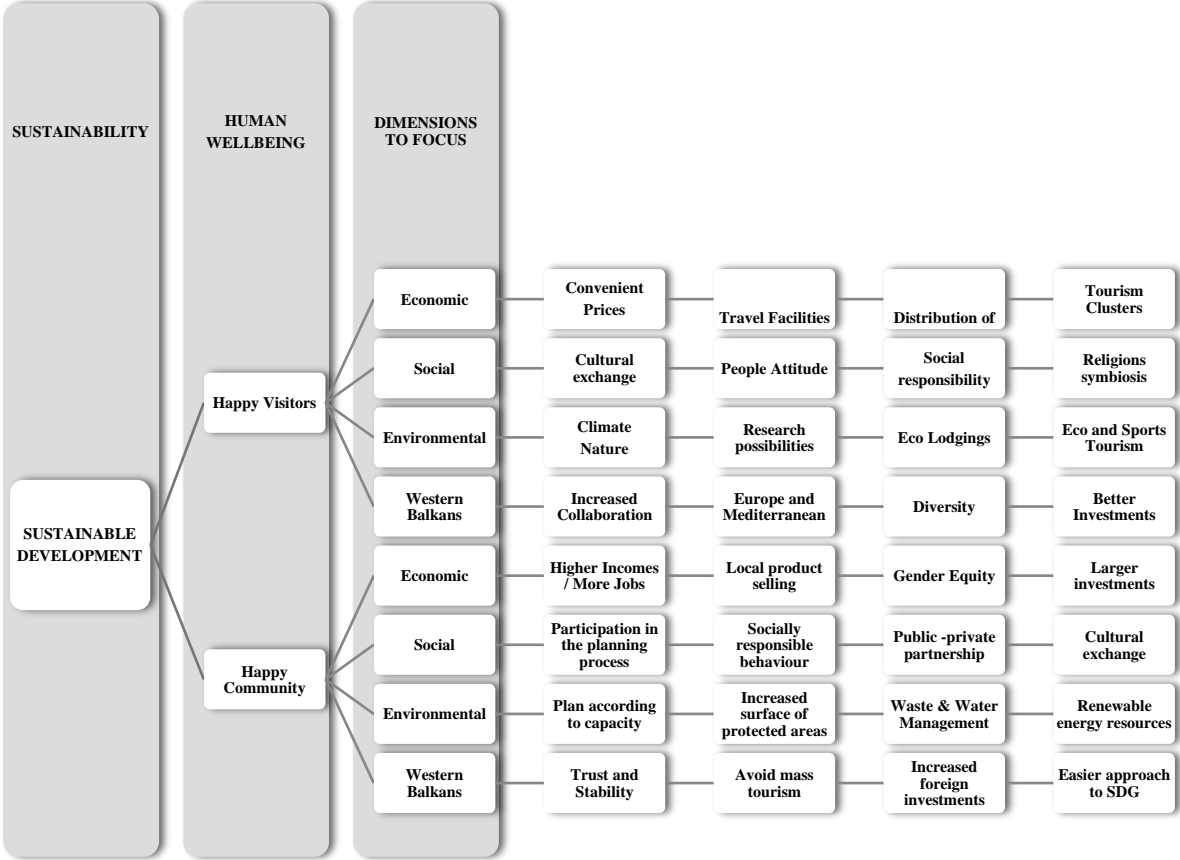 SUSTAINABILITY
HUMAN
WELLBEING
DIMENSIONS
TO FOCUS
SUSTAINABLE
DEVELOPMENT
Happy Visitors
Economic
Convenient
Prices
Travel Facilities
Distribution of
Tourism
Clusters
Social
Cultural
exchange
People Attitude
Social
responsibility
Religions
symbiosis
Environmental
Climate
Nature
Research
possibilities
Eco Lodgings
Eco and Sports
Tourism
Western
Balkans
Increased
Collaboration
Europe and
Mediterranean
Diversity
Better
Investments
Happy
Community
Economic
Higher Incomes
/ More Jobs
Local product
selling
Gender Equity
Larger
investments
Social
Participation in
the planning
process
Socially
responsible
behaviour
Public -private
partnership
Cultural
exchange
Environmental
Plan according
to capacity
Increased
surface of
protected areas
Waste & Water
Management
Renewable
energy resources
Western
Balkans
Trust and
Stability
Avoid mass
tourism
Increased
foreign
investments
Easier approach
to SDG